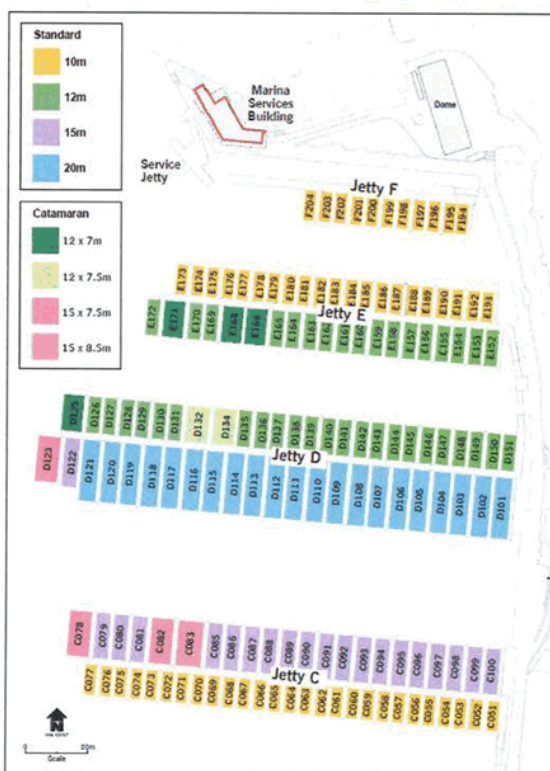 Standard
10m
12m
15m
20m
Catamaran
12 x 7m
12 x 7.5m
15 x 7.5m
15 x 8.5m
Marina
Services
Building
Dome
Service
Jetty
Jetty F
F204 F203 F202 F201 F200 F199 F198 F197 F196 F195 F194
E173 E174 E175 E176 E177 E178 E179 E180 E181 E182 E183 E184 E185 E186 E187 E188 E189 E190 E191 E192 E193
Jetty E
E172 E171 E170 E169 E168 E166 E165 E164 E163 E162 E161 E160 E159 E158 E157 E156 E155 E154 E153 E152
D125 D126 D127 D128 D129 D130 D131 D132 D134 D135 D136 D137 D138 D139 D140 D141 D142 D143 D144 D145 D146 D147 D148 D149 D150 D151
Jetty D
D123 D122 D121 D120 D119 D118 D117 D116 D115 D114 D113 D112 D111 D110 D109 D108 D107 D106 D105 D104 D103 D102 D101
C078 C079 C080 C081 C082 C083 C085 C086 C087 C088 C089 C090 C091 C092 C093 C094 C095 C096 C097 C098 C099 C100
Jetty C
C077 C076 C075 C074 C073 C072 C071 C070 C069 C068 C067 C066 C065 C064 C063 C062 C061 C060 C059 C058 C057 C056 C055 C054 C053 C052 C051
N
0 20m
Scale